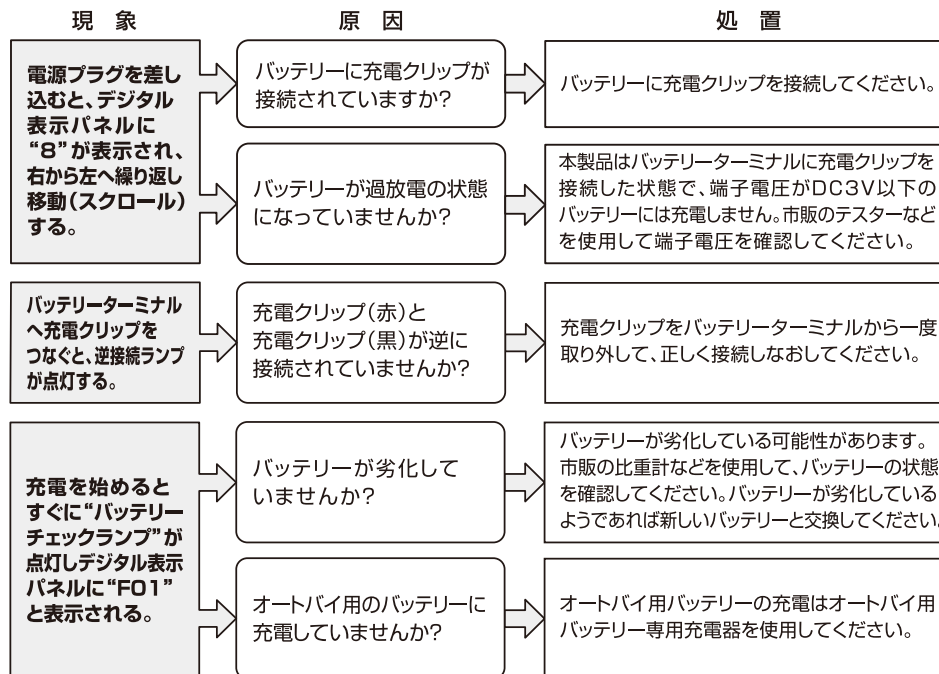 現　象
原　因
処　置
電源プラグを差し
込むと、デジタル
表示パネルに
“8”が表示され、
右から左へ繰り返し
移動(スクロール)
する。
バッテリーに充電クリップが
接続されていますか?
バッテリーに充電クリップを接続してください。
バッテリーが過放電の状態
になっていませんか?
本製品はバッテリーターミナルに充電クリップを
接続した状態で、端子電圧がDC3V以下の
バッテリーには充電しません。市販のテスターなど
を使用して端子電圧を確認してください。
バッテリーターミナル
へ充電クリップを
つなぐと、逆接続ランプ
が点灯する。
充電クリップ(赤)と
充電クリップ(黒)が逆に
接続されていませんか?
充電クリップをバッテリーターミナルから一度
取り外して、正しく接続しなおしてください。
充電を始めると
すぐに“バッテリー
チェックランプ”が
点灯しデジタル表示
パネルに“F01”
と表示される。
バッテリーが劣化して
いませんか?
バッテリーが劣化している可能性があります。
市販の比重計などを使用して、バッテリーの状態
を確認してください。バッテリーが劣化している
ようであれば新しいバッテリーと交換してください。
オートバイ用のバッテリーに
充電していませんか?
オートバイ用バッテリーの充電はオートバイ用
バッテリー専用充電器を使用してください。